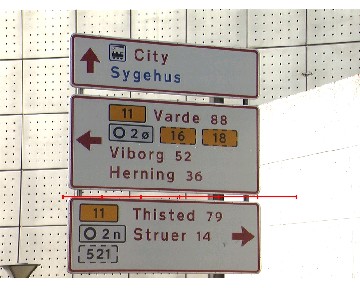 City
Sygehus
11 Varde 88
2ø 16 18
Viborg 52
Herning 36
11 Thisted 79
2n Struer 14
521